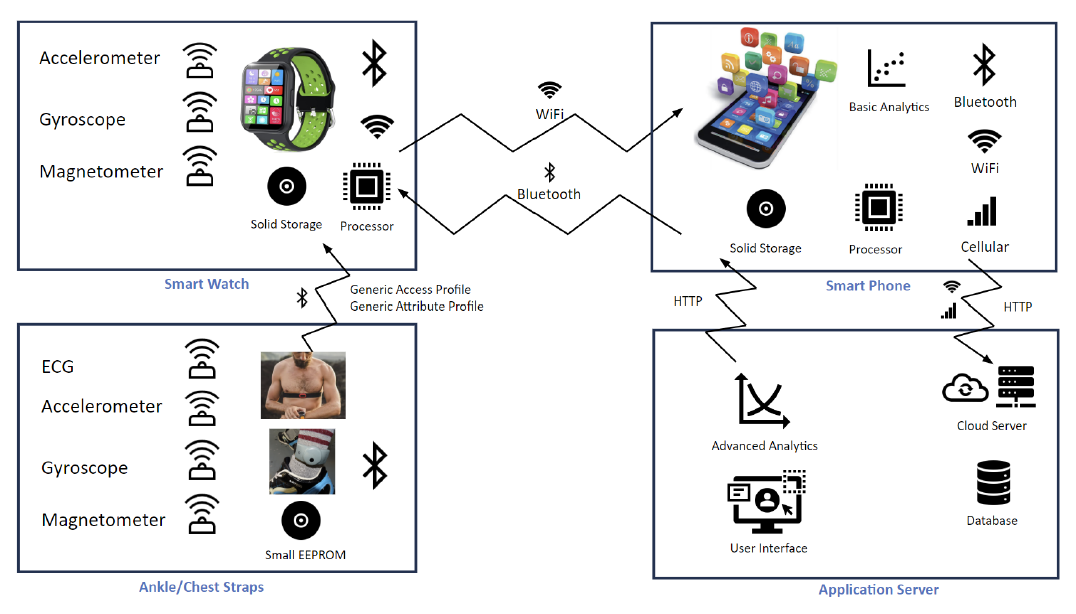 Accelerometer
Gyroscope
Magnetometer
Solid Storage
Processor
Smart Watch
WiFi
Bluetooth
Basic Analytics
Bluetooth
WiFi
Solid Storage
Processor
Cellular
Smart Phone
Generic Access Profile
Generic Attribute Profile
HTTP
HTTP
ECG
Accelerometer
Gyroscope
Magnetometer
Small EEPROM
Ankle/Chest Straps
Advanced Analytics
User Interface
Cloud Server
Database
Application Server